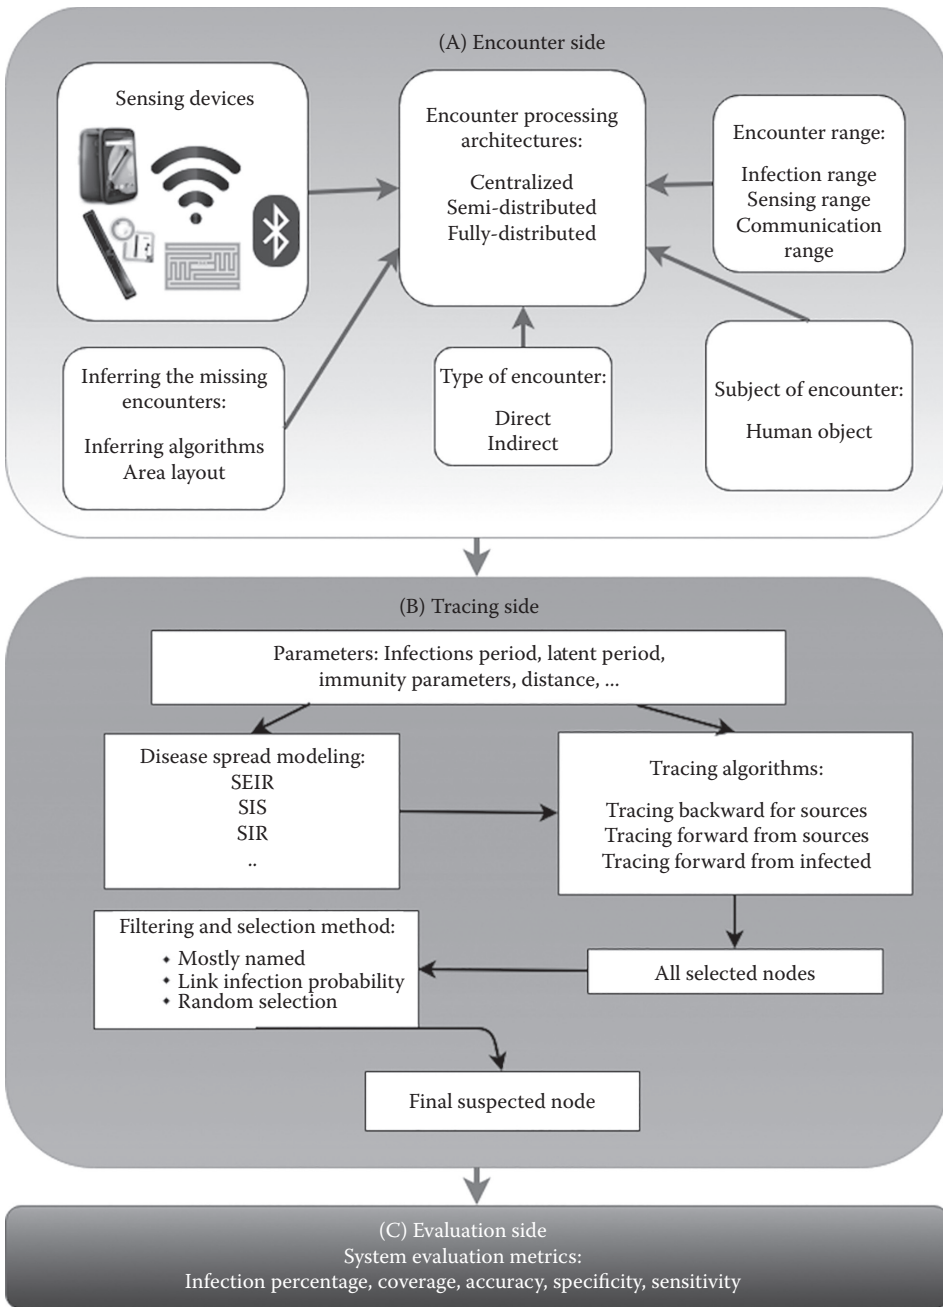 (A) Encounter side
Sensing devices
Encounter processing
architectures:
Centralized
Semi-distributed
Fully-distributed
Encounter range:
Infection range
Sensing range
Communication
range
Inferring the missing
encounters:
Inferring algorithms
Area layout
Type of encounter:
Direct
Indirect
Subject of encounter:
Human object
(B) Tracing side
Parameters: Infections period, latent period,
immunity parameters, distance, ...
Disease spread modeling:
SEIR
SIS
SIR
..
Tracing algorithms:
Tracing backward for sources
Tracing forward from sources
Tracing forward from infected
Filtering and selection method:
• Mostly named
• Link infection probability
• Random selection
All selected nodes
Final suspected node
(C) Evaluation side
System evaluation metrics:
Infection percentage, coverage, accuracy, specificity, sensitivity